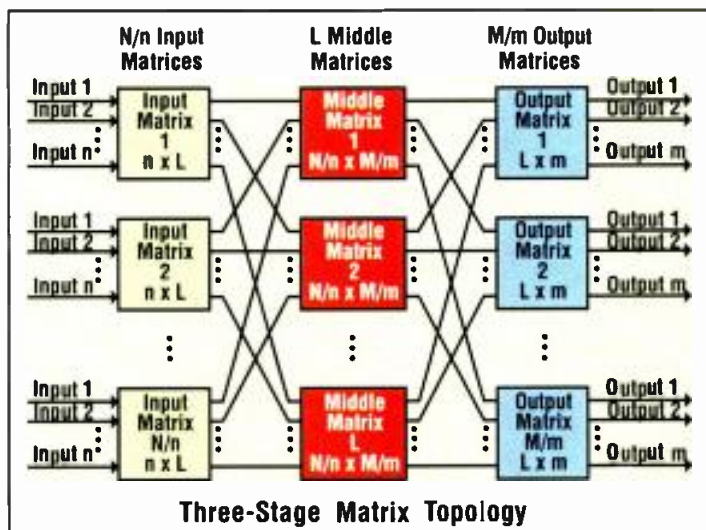 N/n Input
Matrices
L Middle
Matrices
M/m Output
Matrices
Input 1
Input 2
Input n
Input
Matrix
1
n x L
Middle
Matrix
1
N/n x M/m
Output
Matrix
1
L x m
Output 1
Output 2
Output m
Input 1
Input 2
Input n
Input
Matrix
2
n x L
Middle
Matrix
2
N/n x M/m
Output
Matrix
2
L x m
Output 1
Output 2
Output m
Input 1
Input 2
Input n
Input
Matrix
N/n
n x L
Middle
Matrix
L
N/n x M/m
Output
Matrix
M/m
L x m
Output 1
Output 2
Output m
Three-Stage Matrix Topology